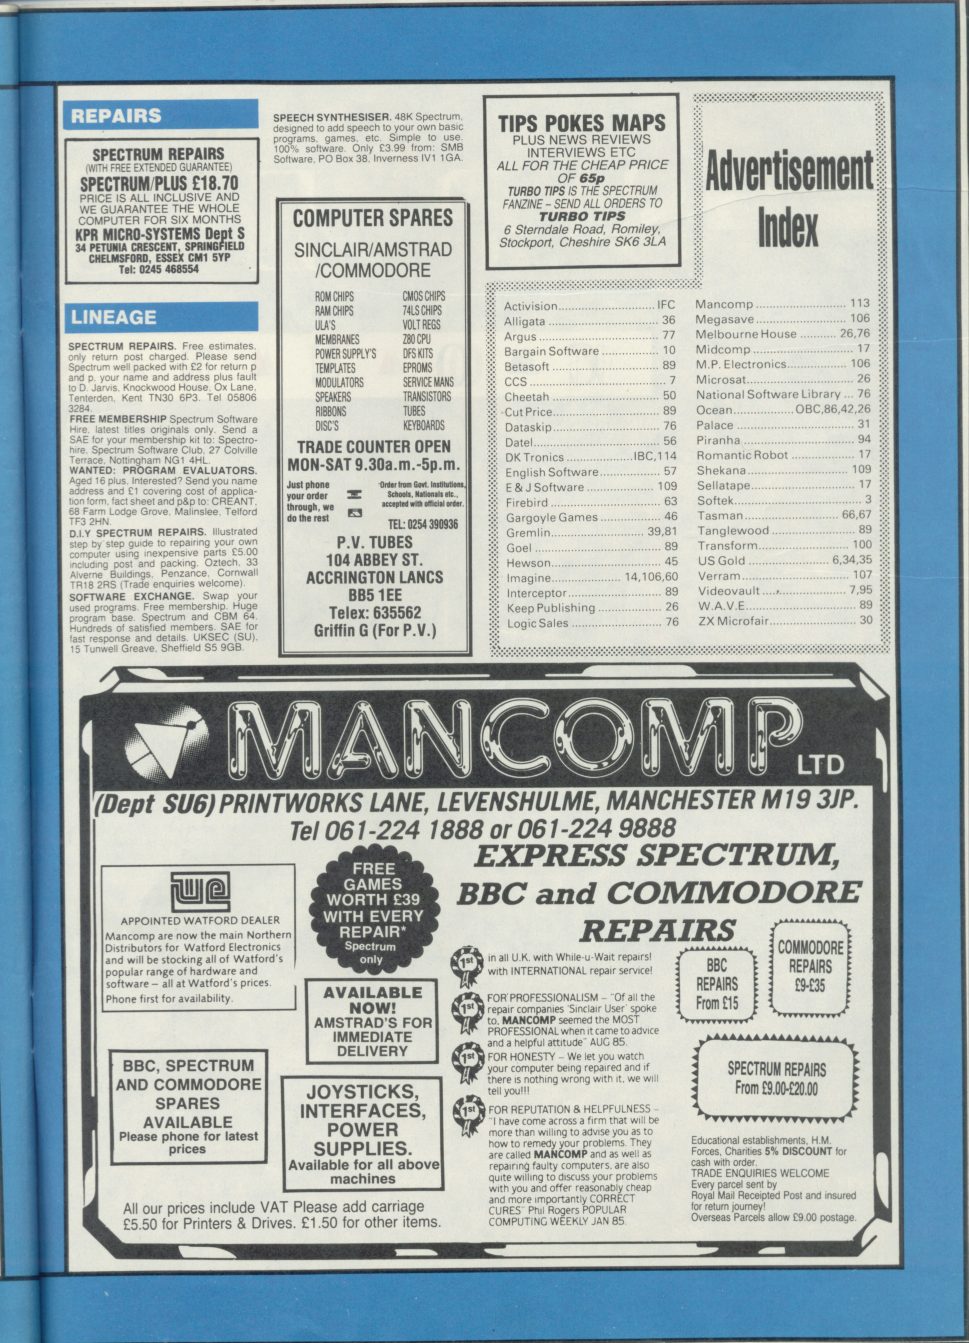 REPAIRS
SPECTRUM REPAIRS
(WITH FREE EXTENDED GUARANTEE)
SPECTRUM/PLUS £18.70
PRICE IS ALL INCLUSIVE AND
WE GUARANTEE THE WHOLE
COMPUTER FOR SIX MONTHS
KPR MICRO-SYSTEMS Dept S
34 PETUNIA CRESCENT, SPRINGFIELD
CHELMSFORD, ESSEX CM1 5YP
Tel: 0245 468554
LINEAGE
SPECTRUM REPAIRS. Free estimates,
only return post charged. Please send
Spectrum well packed with £2 for return p
and p. your name and address plus fault
to D. Jarvis, Knockwood House, Ox Lane,
Tenterden, Kent TN30 6P3. Tel 05806
3284.
FREE MEMBERSHIP Spectrum Software
Hire, latest titles originals only. Send a
SAE for your membership kit to: Spectro-
hire, Spectrum Software Club, 27 Colville
Terrace, Nottingham NG1 4HL.
WANTED: PROGRAM EVALUATORS.
Aged 16 plus. Interested? Send you name
address and £1 covering cost of applica-
tion form, fact sheet and p&p to: CREANT,
68 Farm Lodge Grove, Malinslee, Telford
TF3 2HN.
D.I.Y SPECTRUM REPAIRS. Illustrated
step by step guide to repairing your own
computer using inexpensive parts £5.00
including post and packing. Oztech, 33
Alverne Buildings, Penzance, Cornwall
TR18 2RS (Trade enquiries welcome).
SOFTWARE EXCHANGE. Swap your
used programs. Free membership. Huge
program base. Spectrum and CBM 64.
Hundreds of satisfied members. SAE for
fast response and details. UKSEC (SU),
15 Tunwell Greave, Sheffield S5 9GB.
SPEECH SYNTHESISER. 48K Spectrum,
designed to add speech to your own basic
programs, games, etc. Simple to use,
100% software. Only £3.99 from: SMB
Software, PO Box 38, Inverness IV1 1GA.
COMPUTER SPARES
SINCLAIR/AMSTRAD
/COMMODORE
ROM CHIPS
RAM CHIPS
ULA'S
MEMBRANES
POWER SUPPLY'S
TEMPLATES
MODULATORS
SPEAKERS
RIBBONS
DISC'S
CMOS CHIPS
74LS CHIPS
VOLT REGS
Z80 CPU
DFS KITS
EPROMS
SERVICE MANS
TRANSISTORS
TUBES
KEYBOARDS
TRADE COUNTER OPEN
MON-SAT 9.30a.m.-5p.m.
Just phone
your order
through, we
do the rest
Order from Govt. Institutions,
Schools, Nationals etc.,
accepted with official order.
TEL: 0254 390936
P.V. TUBES
104 ABBEY ST.
ACCRINGTON LANCS
BB5 1EE
Telex: 635562
Griffin G (For P.V.)
TIPS POKES MAPS
PLUS NEWS REVIEWS
INTERVIEWS ETC
ALL FOR THE CHEAP PRICE
OF 65p
TURBO TIPS IS THE SPECTRUM
FANZINE – SEND ALL ORDERS TO
TURBO TIPS
6 Sterndale Road, Romiley,
Stockport, Cheshire SK6 3LA
Advertisement
Index
Activision........................... IFC
Alligata .............................. 36
Argus ................................ 77
Bargain Software ............... 10
Betasoft ............................. 89
CCS ................................... 7
Cheetah ............................. 50
Cut Price............................ 89
Dataskip ............................ 76
Datel.................................. 56
DK Tronics ................IBC,114
English Software................ 57
E & J Software ................ 109
Firebird .............................. 63
Gargoyle Games ................ 46
Gremlin......................... 39,81
Goel ................................... 89
Hewson.............................. 45
Imagine................. 14,106,60
Interceptor ......................... 89
Keep Publishing ................. 26
Logic Sales ........................ 76
Mancomp ........................ 113
Megasave........................ 106
Melbourne House .......... 26,76
Midcomp ........................... 17
M.P. Electronics............... 106
Microsat............................. 26
National Software Library ... 76
Ocean................OBC,86,42,26
Palace ............................... 31
Piranha .............................. 94
Romantic Robot ................ 17
Shekana .......................... 109
Sellatape............................ 17
Softek.................................. 3
Tasman ......................... 66,67
Tanglewood ....................... 89
Transform........................ 100
US Gold .................... 6,34,35
Verram ............................ 107
Videovault .................... 7,95
W.A.V.E............................. 89
ZX Microfair....................... 30
MANCOMP LTD
(Dept SU6) PRINTWORKS LANE, LEVENSHULME, MANCHESTER M19 3JP.
Tel 061-224 1888 or 061-224 9888
EXPRESS SPECTRUM,
BBC and COMMODORE
REPAIRS
we
APPOINTED WATFORD DEALER
Mancomp are now the main Northern
Distributors for Watford Electronics
and will be stocking all of Watford's
popular range of hardware and
software – all at Watford's prices.
Phone first for availability.
FREE
GAMES
WORTH £39
WITH EVERY
REPAIR*
Spectrum
only
AVAILABLE
NOW!
AMSTRAD'S FOR
IMMEDIATE
DELIVERY
BBC, SPECTRUM
AND COMMODORE
SPARES
AVAILABLE
Please phone for latest
prices
JOYSTICKS,
INTERFACES,
POWER
SUPPLIES.
Available for all above
machines
All our prices include VAT Please add carriage
£5.50 for Printers & Drives. £1.50 for other items.
1st
in all U.K. with While-u-Wait repairs!
with INTERNATIONAL repair service!
1st
FOR PROFESSIONALISM – "Of all the
repair companies 'Sinclair User' spoke
to, MANCOMP seemed the MOST
PROFESSIONAL when it came to advice
and a helpful attitude" AUG 85.
1st
FOR HONESTY – We let you watch
your computer being repaired and if
there is nothing wrong with it, we will
tell you!!!
1st
FOR REPUTATION & HELPFULNESS –
"I have come across a firm that will be
more than willing to advise you as to
how to remedy your problems. They
are called MANCOMP and as well as
repairing faulty computers, are also
quite willing to discuss your problems
with you and offer reasonably cheap
and more importantly CORRECT
CURES" Phil Rogers POPULAR
COMPUTING WEEKLY JAN 85.
BBC
REPAIRS
From £15
COMMODORE
REPAIRS
£9-£35
SPECTRUM REPAIRS
From £9.00-£20.00
Educational establishments, H.M.
Forces, Charities 5% DISCOUNT for
cash with order.
TRADE ENQUIRIES WELCOME
Every parcel sent by
Royal Mail Receipted Post and insured
for return journey!
Overseas Parcels allow £9.00 postage.